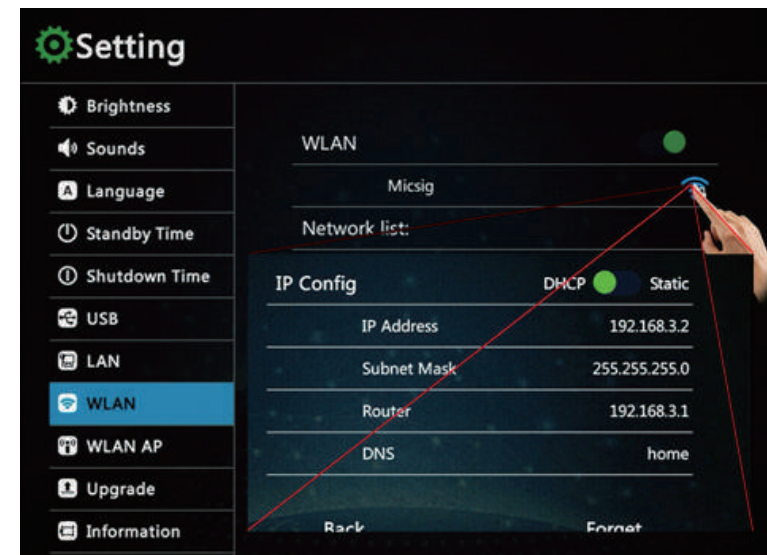 Setting
Brightness
Sounds
A Language
Standby Time
Shutdown Time
USB
LAN
WLAN
WLAN AP
Upgrade
Information
WLAN
Micsig
Network list:
IP Config DHCP Static
IP Address 192.168.3.2
Subnet Mask 255.255.255.0
Router 192.168.3.1
DNS home
Back Forget